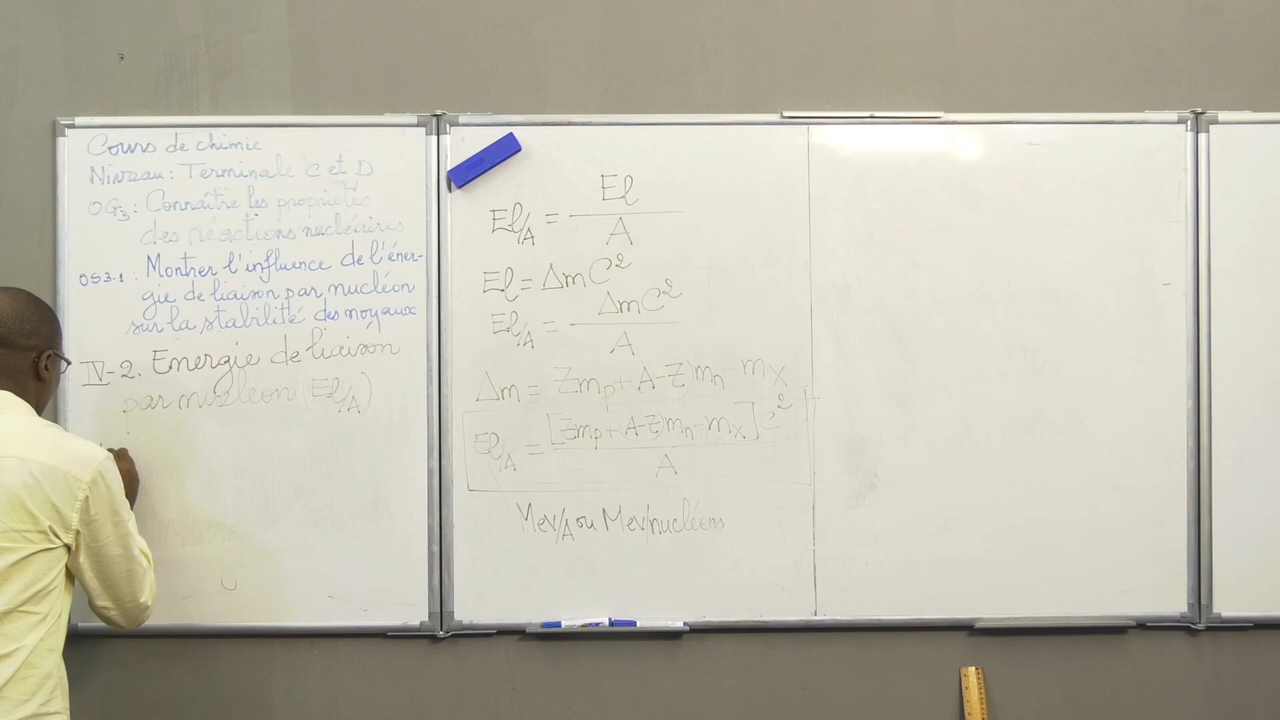 Cours de chimie
Niveau : Terminale C et D
OG3 : Connaître les propriétés
des réactions nucléaires
OS3.1 : Montrer l'influence de l'éner-
gie de liaison par nucléon
sur la stabilité des noyaux
IV-2. Energie de liaison
par nucléon (El/A)
El/A = El / A
El = ΔmC²
El/A = ΔmC² / A
Δm = Zmp + (A-Z)mn - mX
El/A = [Zmp + (A-Z)mn - mX]c² / A
Mev/A ou Mev/nucléons